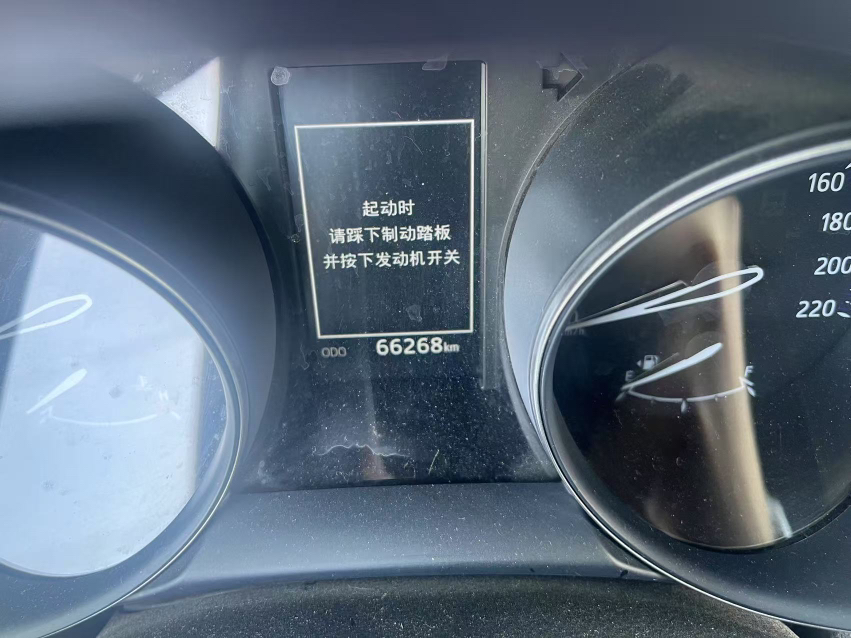 起动时
请踩下制动踏板
并按下发动机开关
ODO 66268km
160
180
200
220
E F